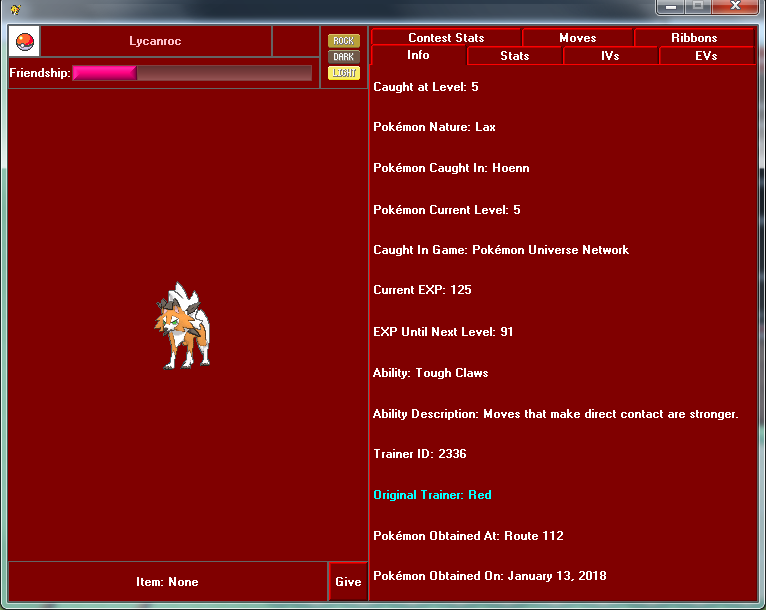 Lycanroc
ROCK
DARK
LIGHT
Friendship:
Contest Stats
Moves
Ribbons
Info
Stats
IVs
EVs
Caught at Level: 5
Pokémon Nature: Lax
Pokémon Caught In: Hoenn
Pokémon Current Level: 5
Caught In Game: Pokémon Universe Network
Current EXP: 125
EXP Until Next Level: 91
Ability: Tough Claws
Ability Description: Moves that make direct contact are stronger.
Trainer ID: 2336
Original Trainer: Red
Pokémon Obtained At: Route 112
Pokémon Obtained On: January 13, 2018
Item: None
Give